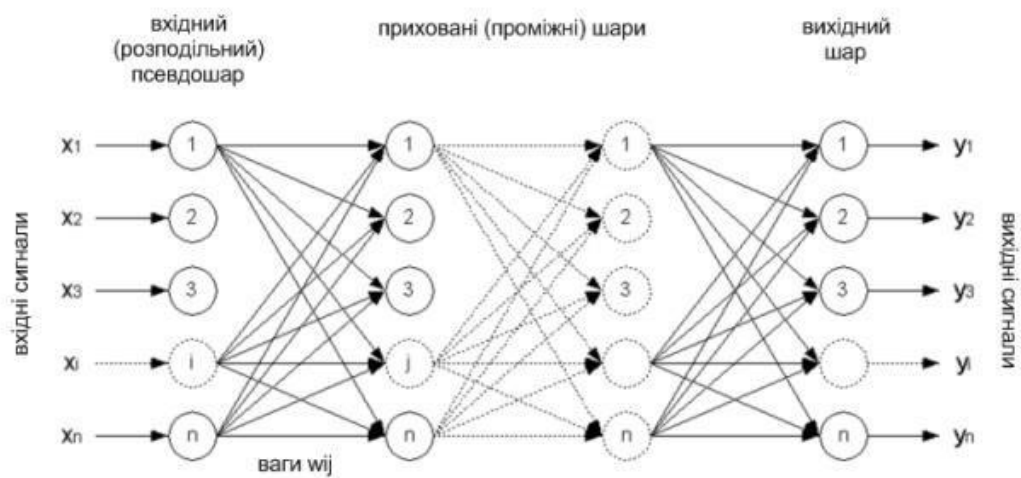 вхідний
(розподільний)
псевдошар
приховані (проміжні) шари
вихідний
шар
вхідні сигнали
x1 1 1 1 1 y1
x2 2 2 2 2 y2
x3 3 3 3 3 y3
xi i j yi
xn n n n n yn
вихідні сигнали
ваги wij